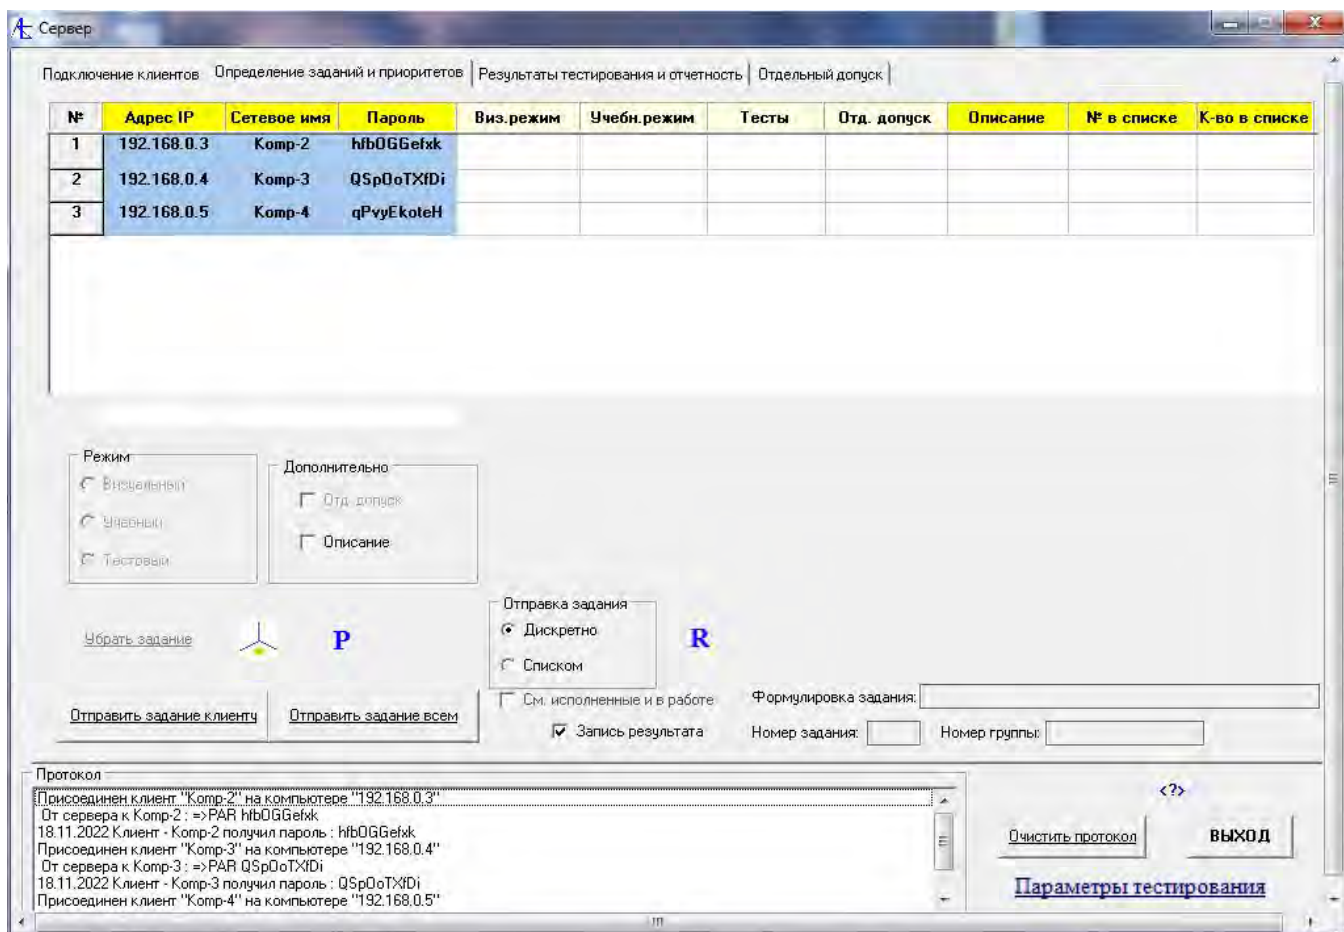 Сервер
Подключение клиентов Определение заданий и приоритетов Результаты тестирования и отчетность Отдельный допуск
№ Адрес IP Сетевое имя Пароль Виз.режим Учебн.режим Тесты Отд. допуск Описание № в списке К-во в списке
1 192.168.0.3 Komp-2 hfbOGGefxk
2 192.168.0.4 Komp-3 QSpOoTXfDi
3 192.168.0.5 Komp-4 qPvyEkoteH
Режим
Визуальный
Учебный
Тестовый
Дополнительно
Отд. допуск
Описание
Отправка задания
Дискретно
Списком
Убрать задание P R
См. исполненные и в работе Формулировка задания:
Отправить задание клиенту Отправить задание всем
Запись результата Номер задания: Номер группы:
Протокол
Присоединен клиент "Komp-2" на компьютере "192.168.0.3"
От сервера к Komp-2 : =>PAR hfbOGGefxk
18.11.2022 Клиент - Komp-2 получил пароль : hfbOGGefxk
Присоединен клиент "Komp-3" на компьютере "192.168.0.4"
От сервера к Komp-3 : =>PAR QSpOoTXfDi
18.11.2022 Клиент - Komp-3 получил пароль : QSpOoTXfDi
Присоединен клиент "Komp-4" на компьютере "192.168.0.5"
<?>
Очистить протокол ВЫХОД
Параметры тестирования